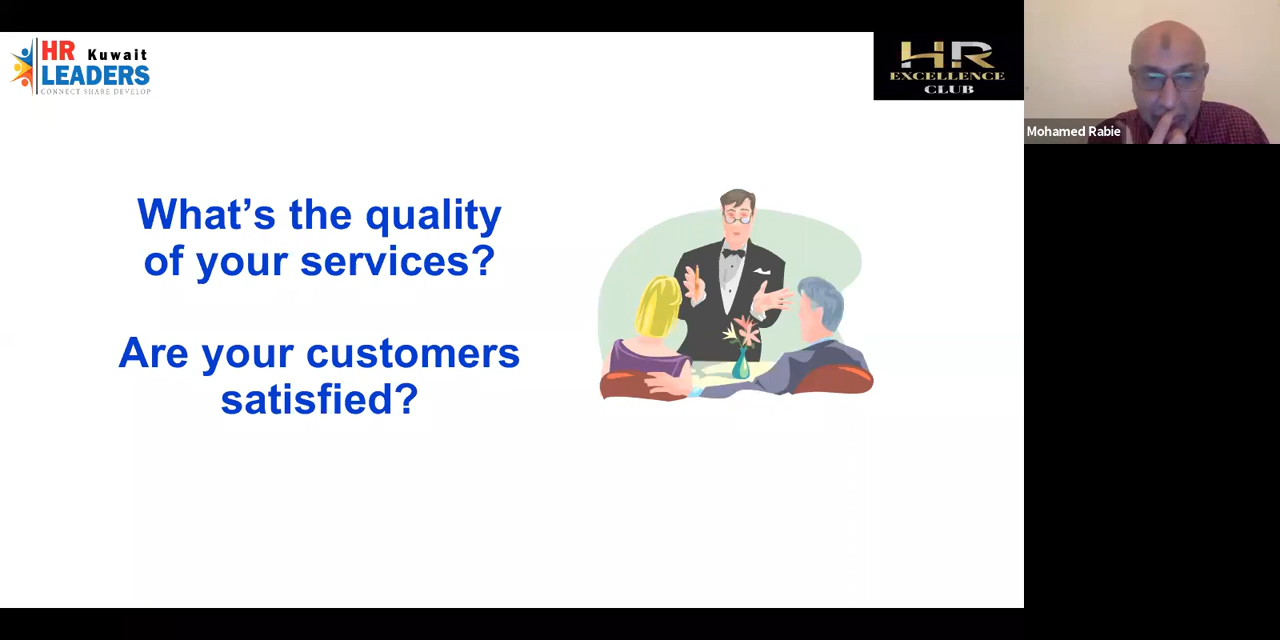 HR Kuwait
LEADERS
CONNECT SHARE DEVELOP
HR
EXCELLENCE
CLUB
Mohamed Rabie
What's the quality
of your services?
Are your customers
satisfied?